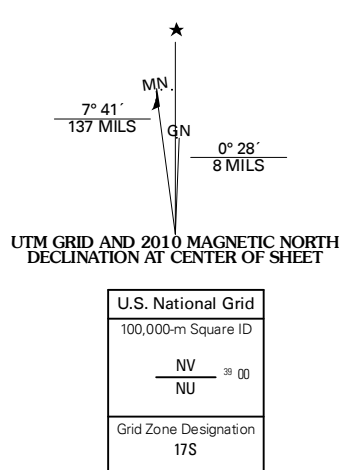 ★
MN
7° 41´
137 MILS
GN
0° 28´
8 MILS
UTM GRID AND 2010 MAGNETIC NORTH
DECLINATION AT CENTER OF SHEET
U.S. National Grid
100,000-m Square ID
NV
39 00
NU
Grid Zone Designation
17S